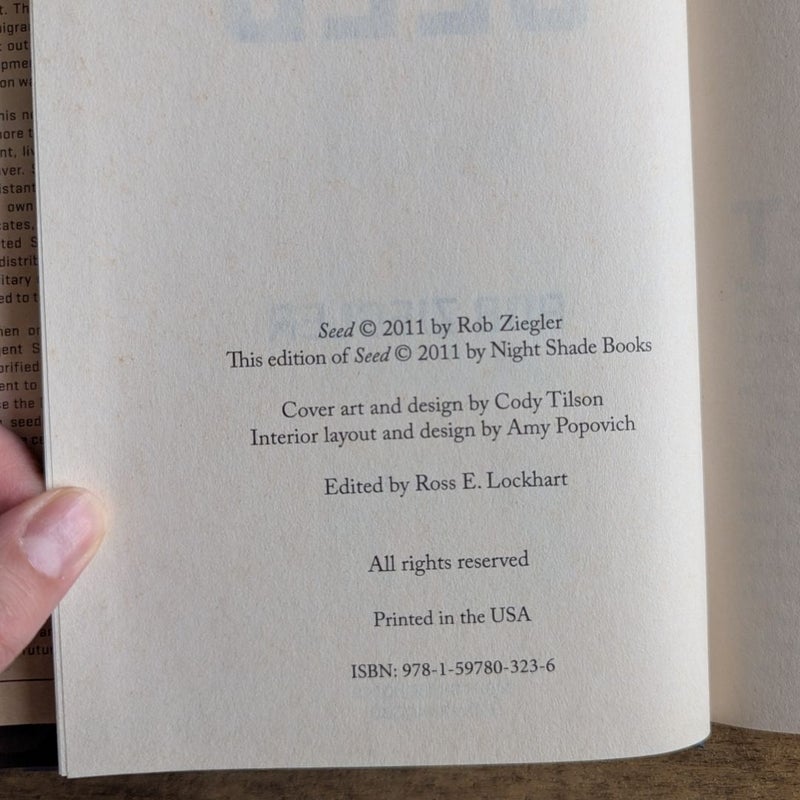 Seed © 2011 by Rob Ziegler
This edition of Seed © 2011 by Night Shade Books
Cover art and design by Cody Tilson
Interior layout and design by Amy Popovich
Edited by Ross E. Lockhart
All rights reserved
Printed in the USA
ISBN: 978-1-59780-323-6